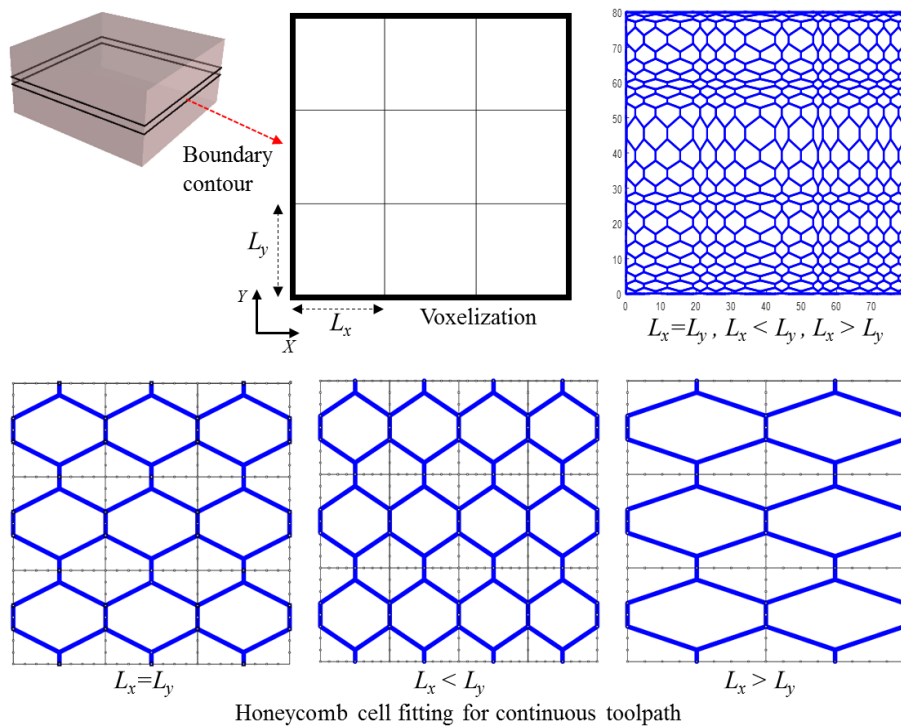 Boundary
contour
L_y
Y
X
L_x
Voxelization
80
70
60
50
40
30
20
10
0
0 10 20 30 40 50 60 70
L_x=L_y , L_x < L_y , L_x > L_y
L_x=L_y
L_x < L_y
L_x > L_y
Honeycomb cell fitting for continuous toolpath